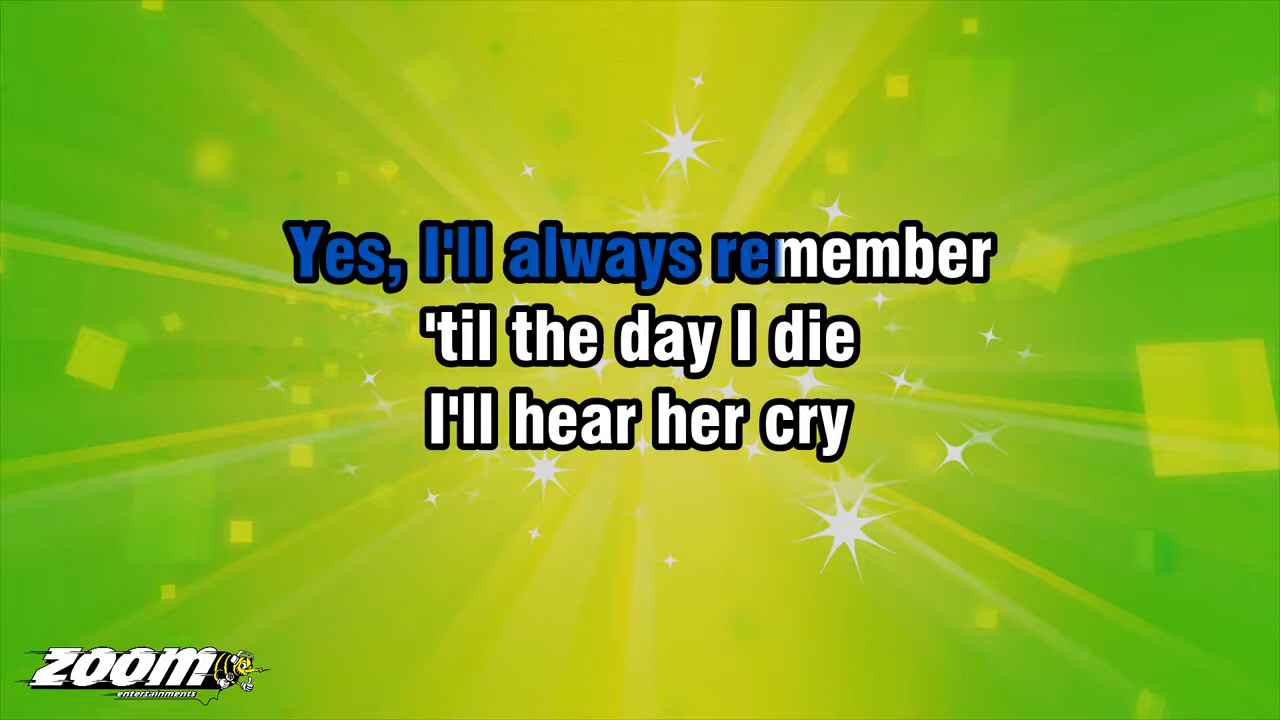 Yes, I'll always remember
'til the day I die
I'll hear her cry
ZOOM
entertainments